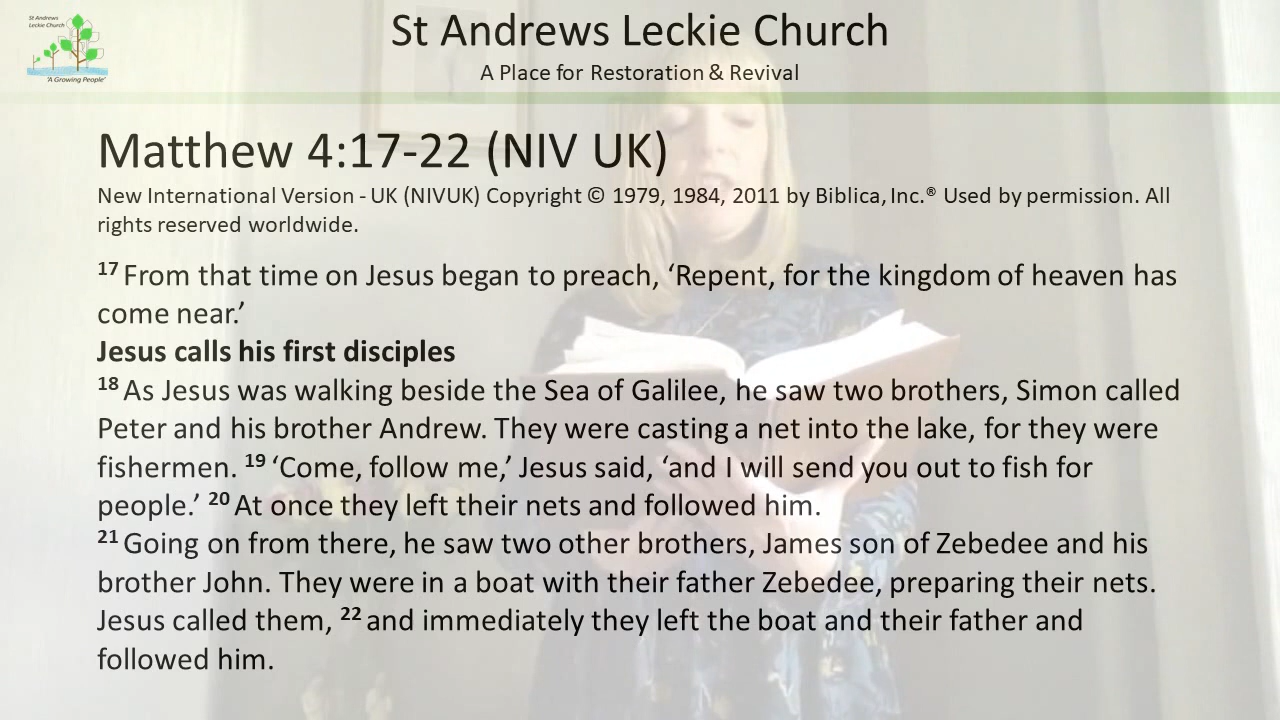 St Andrews
Leckie Church
'A Growing People'
St Andrews Leckie Church
A Place for Restoration & Revival
Matthew 4:17-22 (NIV UK)
New International Version - UK (NIVUK) Copyright © 1979, 1984, 2011 by Biblica, Inc.® Used by permission. All
rights reserved worldwide.
17 From that time on Jesus began to preach, ‘Repent, for the kingdom of heaven has
come near.’
Jesus calls his first disciples
18 As Jesus was walking beside the Sea of Galilee, he saw two brothers, Simon called
Peter and his brother Andrew. They were casting a net into the lake, for they were
fishermen. 19 ‘Come, follow me,’ Jesus said, ‘and I will send you out to fish for
people.’ 20 At once they left their nets and followed him.
21 Going on from there, he saw two other brothers, James son of Zebedee and his
brother John. They were in a boat with their father Zebedee, preparing their nets.
Jesus called them, 22 and immediately they left the boat and their father and
followed him.